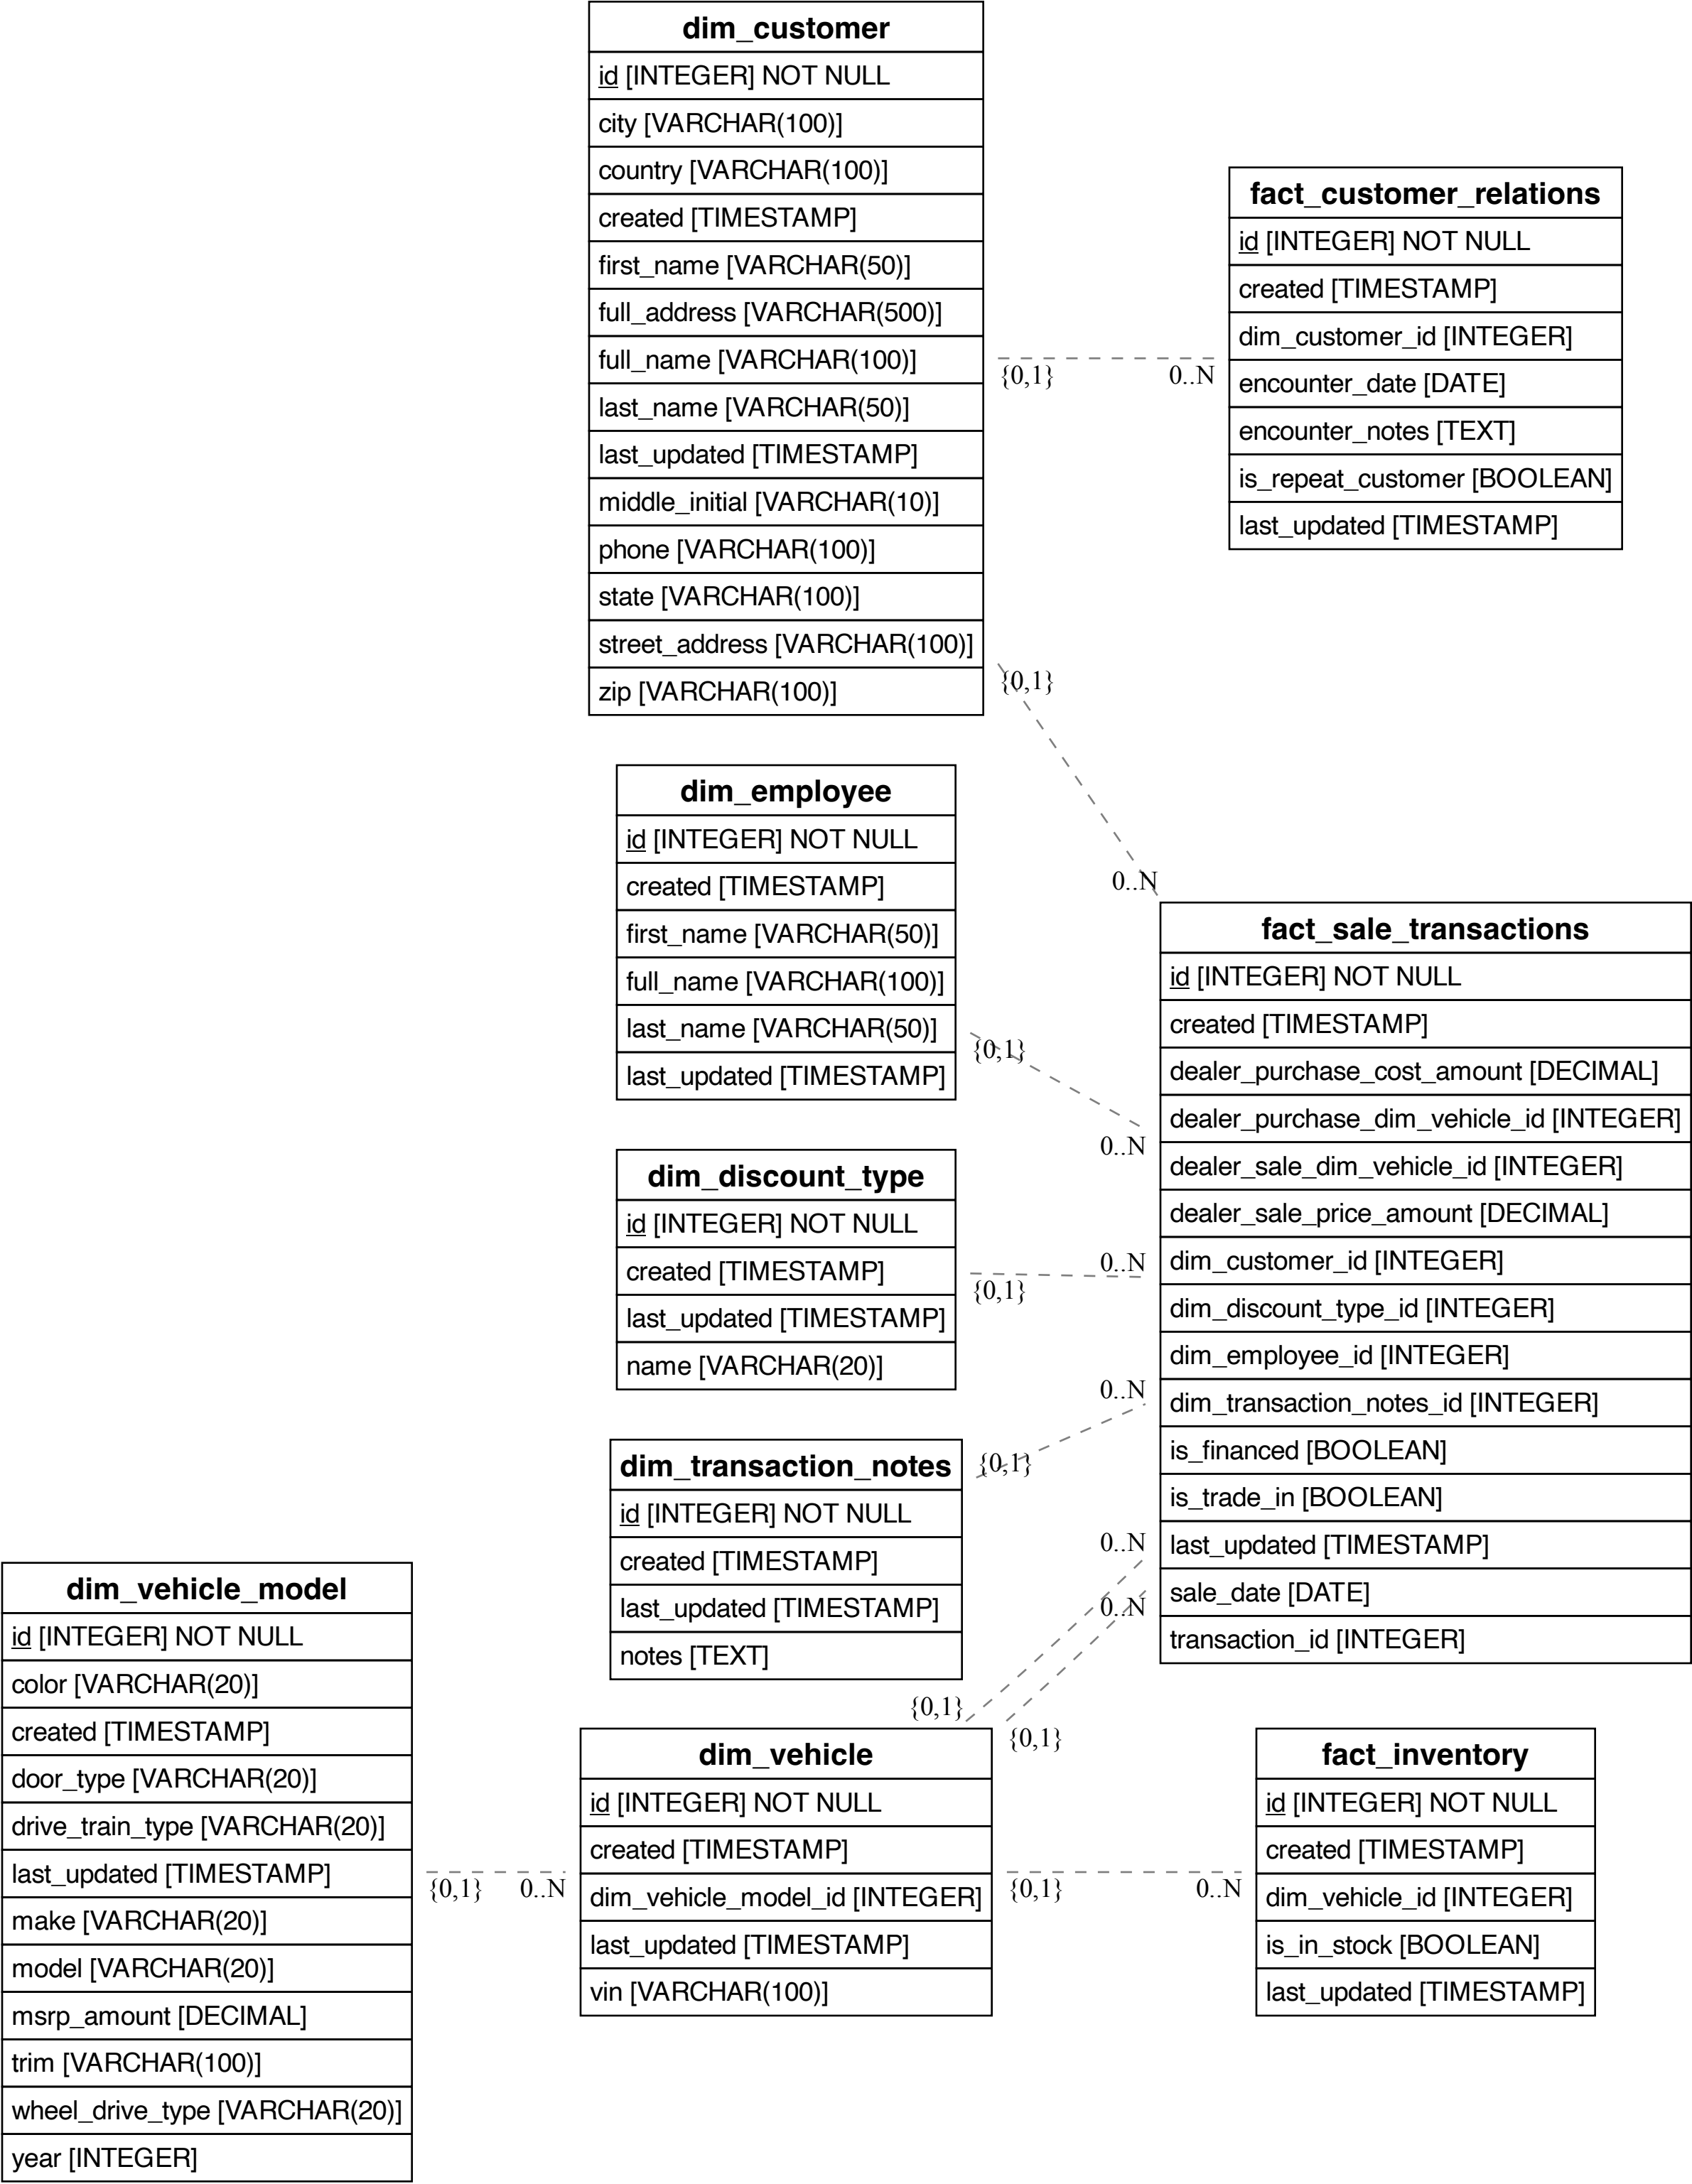 dim_customer
id [INTEGER] NOT NULL
city [VARCHAR(100)]
country [VARCHAR(100)]
created [TIMESTAMP]
first_name [VARCHAR(50)]
full_address [VARCHAR(500)]
full_name [VARCHAR(100)]
last_name [VARCHAR(50)]
last_updated [TIMESTAMP]
middle_initial [VARCHAR(10)]
phone [VARCHAR(100)]
state [VARCHAR(100)]
street_address [VARCHAR(100)]
zip [VARCHAR(100)]
{0,1}
0..N
fact_customer_relations
id [INTEGER] NOT NULL
created [TIMESTAMP]
dim_customer_id [INTEGER]
encounter_date [DATE]
encounter_notes [TEXT]
is_repeat_customer [BOOLEAN]
last_updated [TIMESTAMP]
{0,1}
0..N
dim_employee
id [INTEGER] NOT NULL
created [TIMESTAMP]
first_name [VARCHAR(50)]
full_name [VARCHAR(100)]
last_name [VARCHAR(50)]
last_updated [TIMESTAMP]
{0,1}
0..N
dim_discount_type
id [INTEGER] NOT NULL
created [TIMESTAMP]
last_updated [TIMESTAMP]
name [VARCHAR(20)]
{0,1}
0..N
dim_transaction_notes
id [INTEGER] NOT NULL
created [TIMESTAMP]
last_updated [TIMESTAMP]
notes [TEXT]
{0,1}
0..N
fact_sale_transactions
id [INTEGER] NOT NULL
created [TIMESTAMP]
dealer_purchase_cost_amount [DECIMAL]
dealer_purchase_dim_vehicle_id [INTEGER]
dealer_sale_dim_vehicle_id [INTEGER]
dealer_sale_price_amount [DECIMAL]
dim_customer_id [INTEGER]
dim_discount_type_id [INTEGER]
dim_employee_id [INTEGER]
dim_transaction_notes_id [INTEGER]
is_financed [BOOLEAN]
is_trade_in [BOOLEAN]
last_updated [TIMESTAMP]
sale_date [DATE]
transaction_id [INTEGER]
0..N
0..N
{0,1}
{0,1}
dim_vehicle_model
id [INTEGER] NOT NULL
color [VARCHAR(20)]
created [TIMESTAMP]
door_type [VARCHAR(20)]
drive_train_type [VARCHAR(20)]
last_updated [TIMESTAMP]
make [VARCHAR(20)]
model [VARCHAR(20)]
msrp_amount [DECIMAL]
trim [VARCHAR(100)]
wheel_drive_type [VARCHAR(20)]
year [INTEGER]
{0,1}
0..N
dim_vehicle
id [INTEGER] NOT NULL
created [TIMESTAMP]
dim_vehicle_model_id [INTEGER]
last_updated [TIMESTAMP]
vin [VARCHAR(100)]
{0,1}
0..N
fact_inventory
id [INTEGER] NOT NULL
created [TIMESTAMP]
dim_vehicle_id [INTEGER]
is_in_stock [BOOLEAN]
last_updated [TIMESTAMP]